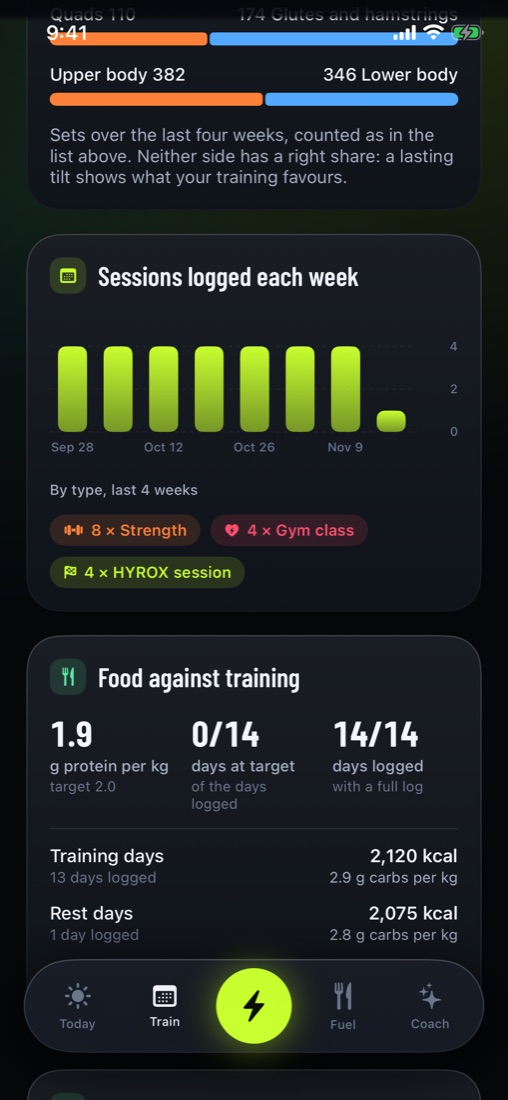 Quads 110
174 Glutes and hamstrings
9:41
Upper body 382
346 Lower body
Sets over the last four weeks, counted as in the
list above. Neither side has a right share: a lasting
tilt shows what your training favours.
Sessions logged each week
4
2
0
Sep 28
Oct 12
Oct 26
Nov 9
By type, last 4 weeks
8 × Strength
4 × Gym class
4 × HYROX session
Food against training
1.9
0/14
14/14
g protein per kg
days at target
days logged
target 2.0
of the days
logged
with a full log
Training days
2,120 kcal
13 days logged
2.9 g carbs per kg
Rest days
2,075 kcal
1 day logged
2.8 g carbs per kg
Today
Train
Fuel
Coach